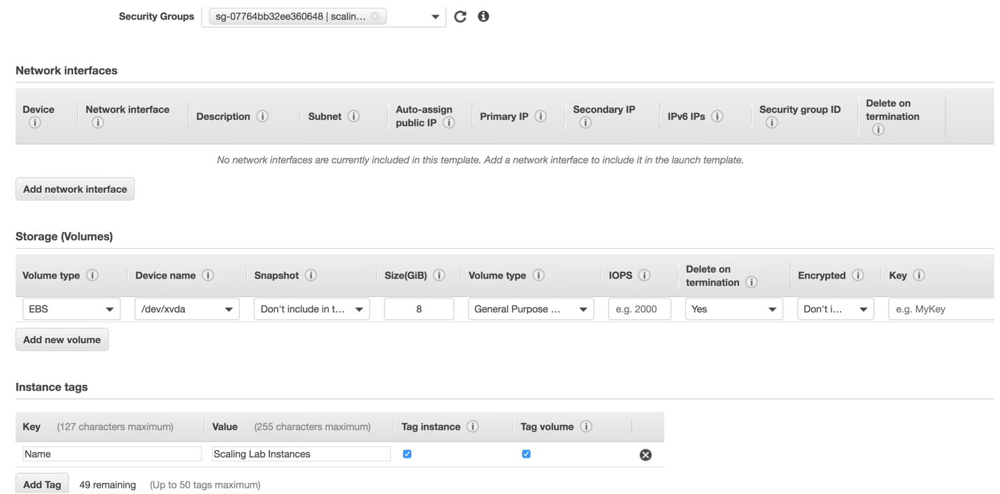 Security Groups sg-07764bb32ee360648 | scalin...
Network interfaces
Device Network interface Description Subnet Auto-assign public IP Primary IP Secondary IP IPv6 IPs Security group ID Delete on termination
No network interfaces are currently included in this template. Add a network interface to include it in the launch template.
Add network interface
Storage (Volumes)
Volume type Device name Snapshot Size(GiB) Volume type IOPS Delete on termination Encrypted Key
EBS /dev/xvda Don't include in t... 8 General Purpose ... e.g. 2000 Yes Don't i... e.g. MyKey
Add new volume
Instance tags
Key (127 characters maximum) Value (255 characters maximum) Tag instance Tag volume
Name Scaling Lab Instances
Add Tag 49 remaining (Up to 50 tags maximum)